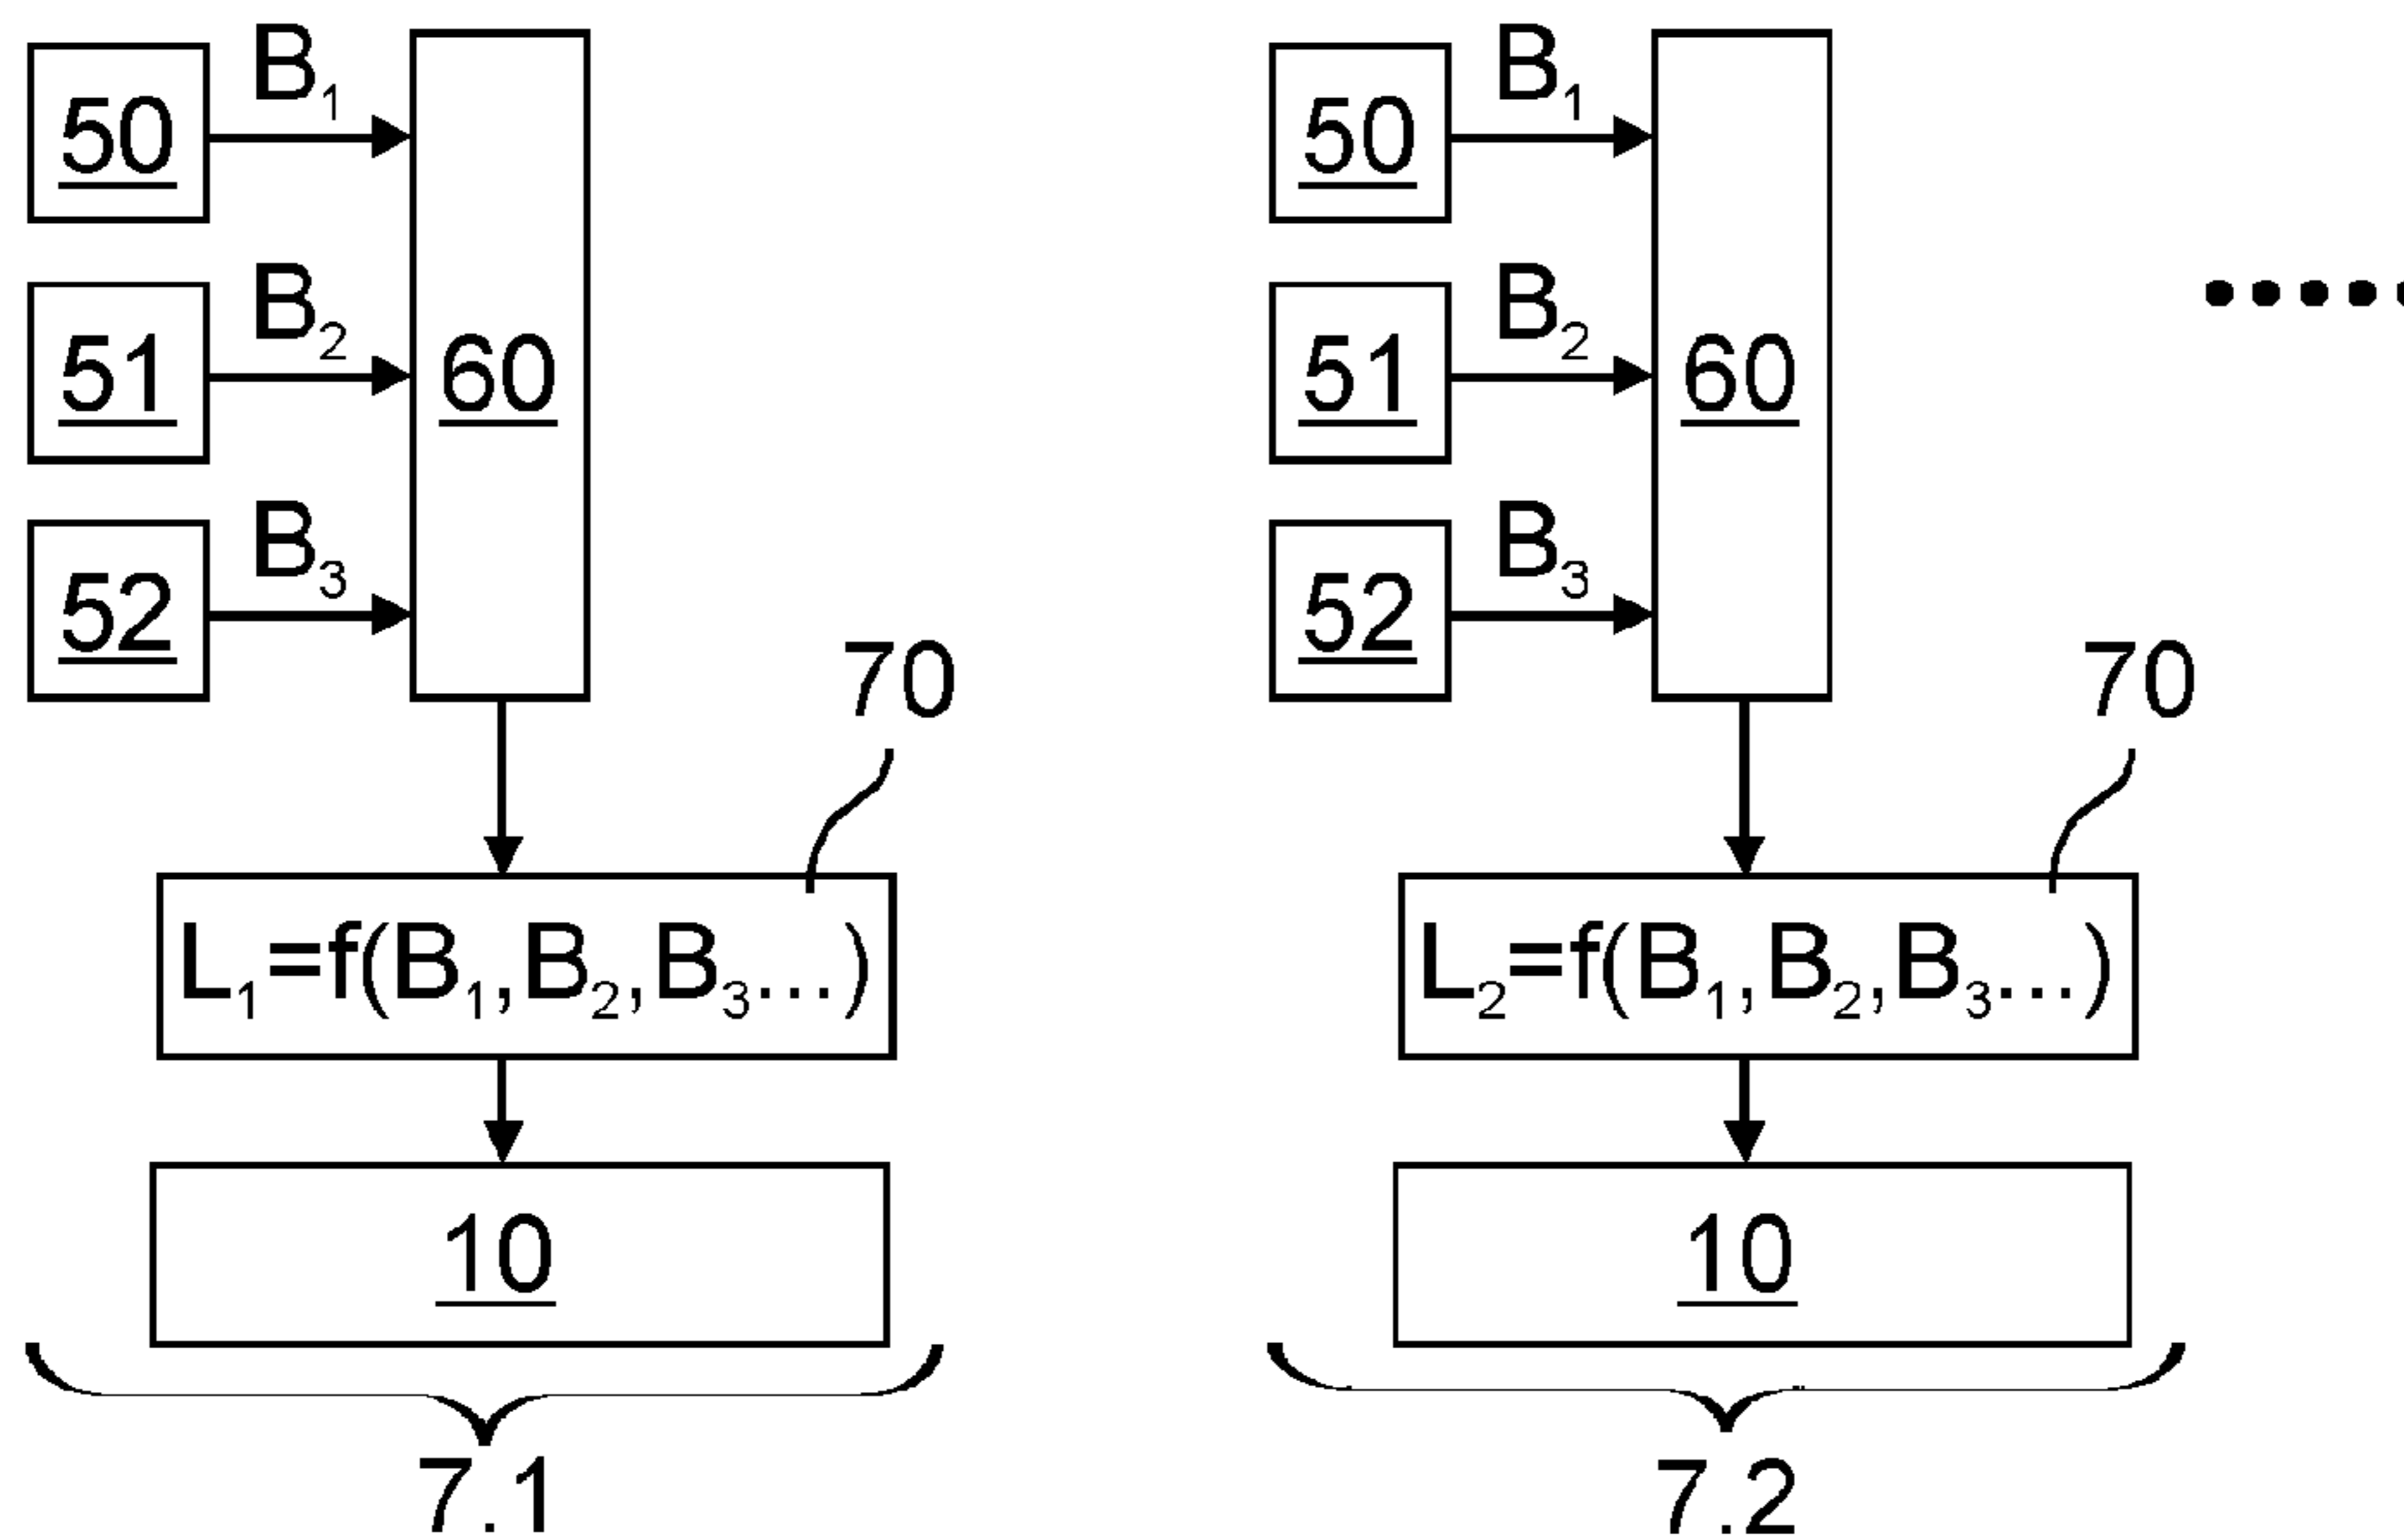 B₁
50
B₂
51
60
B₃
52
70
L₁=f(B₁,B₂,B₃...)
10
7.1
B₁
50
B₂
51
60
B₃
52
70
L₂=f(B₁,B₂,B₃...)
10
7.2
.....